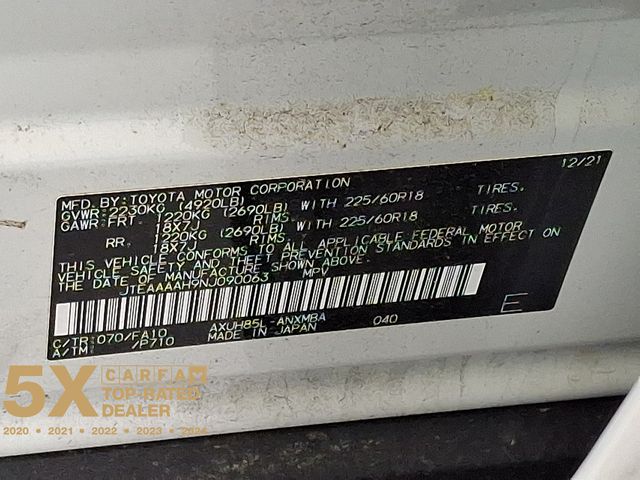 12/21
MFD. BY: TOYOTA MOTOR CORPORATION
GVWR: 2230KG (4920LB)
GAWR: FRT- 1220KG (2690LB) WITH 225/60R18 TIRES.
18X7J RIMS.
RR. 1220KG (2690LB) WITH 225/60R18 TIRES.
18X7J RIMS.
THIS VEHICLE CONFORMS TO ALL APPLICABLE FEDERAL MOTOR
VEHICLE SAFETY AND THEFT PREVENTION STANDARDS IN EFFECT ON
THE DATE OF MANUFACTURE SHOWN ABOVE.
JTEAAAAH9NJ090063 MPV
E
C/TR: 070/FA10 AXUH85L-ANXMBA 040
A/TM: /P710 MADE IN JAPAN
5X CARFAX
TOP-RATED
DEALER
2020 • 2021 • 2022 • 2023 • 2024